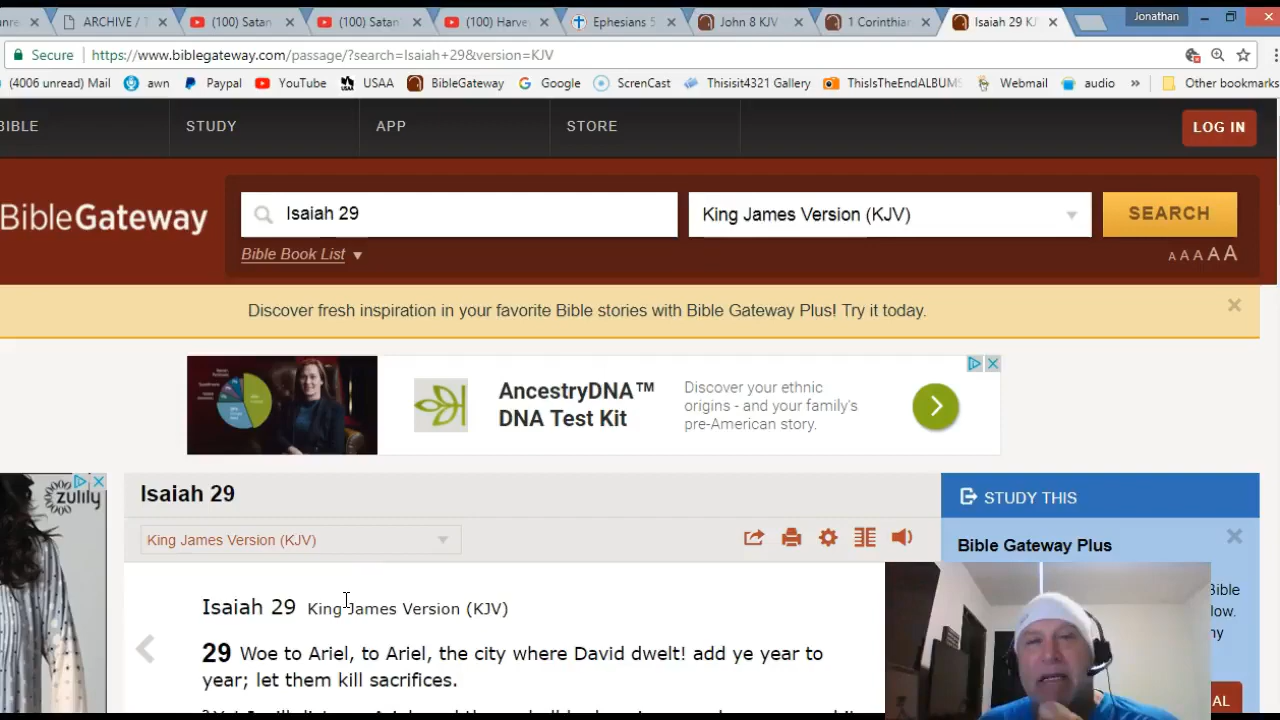 ARCHIVE / T
(100) Satan
(100) Satan
(100) Harve
Ephesians 5
John 8 KJV
1 Corinthian
Isaiah 29 KJ
Jonathan
Secure
https://www.biblegateway.com/passage/?search=Isaiah+29&version=KJV
(4006 unread) Mail
awn
Paypal
YouTube
USAA
BibleGateway
Google
ScrenCast
Thisisit4321 Gallery
ThisIsTheEndALBUMS
Webmail
audio
»
Other bookmarks
BIBLE
STUDY
APP
STORE
LOG IN
BibleGateway
Isaiah 29
King James Version (KJV)
SEARCH
Bible Book List
A A A A A
Discover fresh inspiration in your favorite Bible stories with Bible Gateway Plus! Try it today.
AncestryDNA™
DNA Test Kit
Discover your ethnic
origins - and your family's
pre-American story.
zulily
Isaiah 29
King James Version (KJV)
STUDY THIS
Bible Gateway Plus
Isaiah 29 King James Version (KJV)
29 Woe to Ariel, to Ariel, the city where David dwelt! add ye year to
year; let them kill sacrifices.
Bible